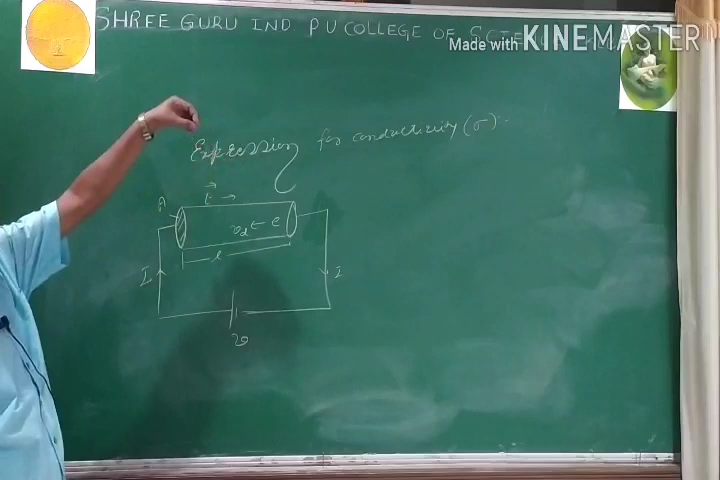 SHREE GURU IND. PU COLLEGE OF SCIE
Made with KINEMASTER
Expression for conductivity (σ):-
A
E →
vd ← e
l
I
I
V